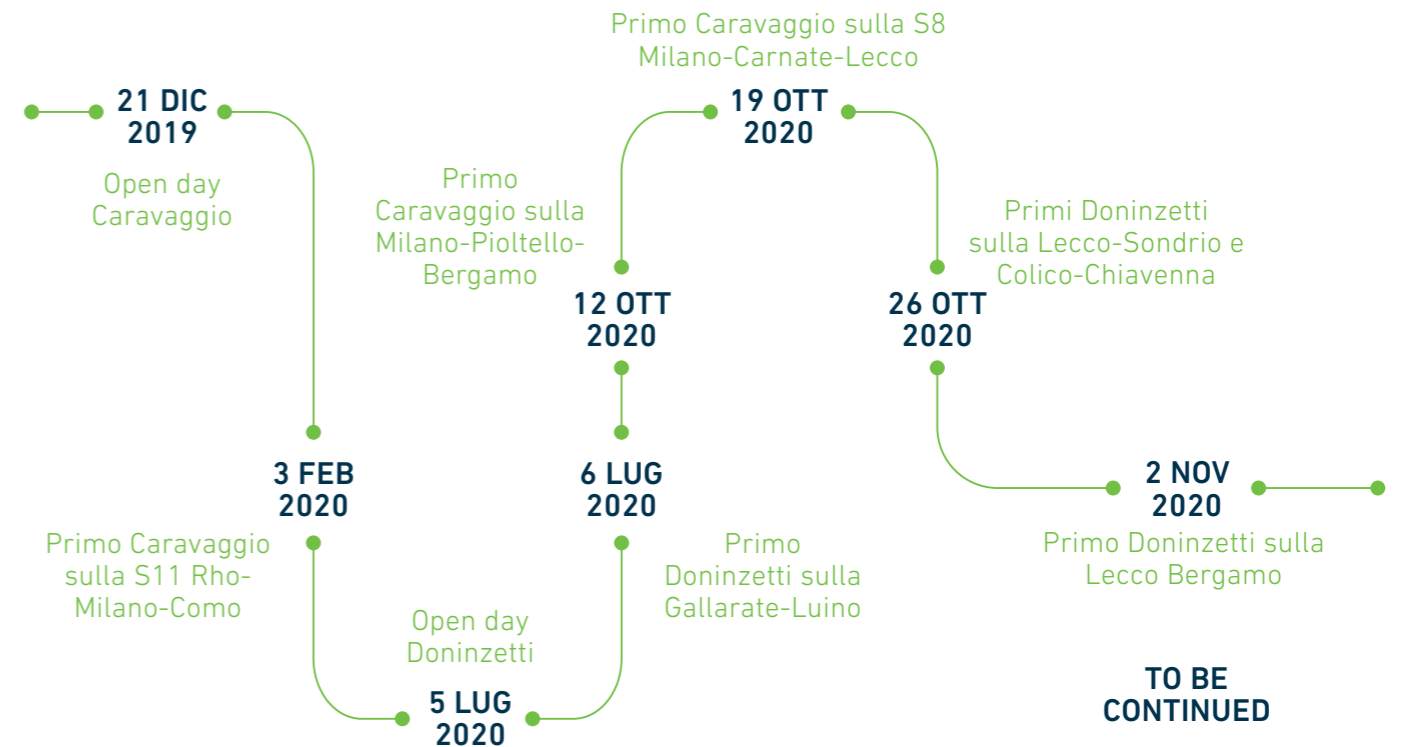 21 DIC
2019
Open day
Caravaggio
3 FEB
2020
Primo Caravaggio
sulla S11 Rho-
Milano-Como
5 LUG
2020
Open day
Doninzetti
6 LUG
2020
Primo
Doninzetti sulla
Gallarate-Luino
12 OTT
2020
Primo
Caravaggio sulla
Milano-Pioltello-
Bergamo
19 OTT
2020
Primo Caravaggio sulla S8
Milano-Carnate-Lecco
26 OTT
2020
Primi Doninzetti
sulla Lecco-Sondrio e
Colico-Chiavenna
2 NOV
2020
Primo Doninzetti sulla
Lecco Bergamo
TO BE
CONTINUED